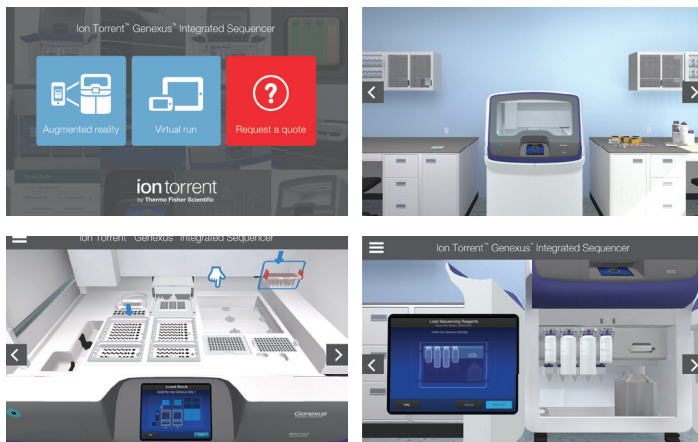 Ion Torrent™ Genexus™ Integrated Sequencer
Augmented reality
Virtual run
?
Request a quote
ion torrent
by Thermo Fisher Scientific
Ion Torrent™ Genexus™ Integrated Sequencer
Load Deck
Genexus
Ion Torrent™ Genexus™ Integrated Sequencer
Load Sequencing Reagents